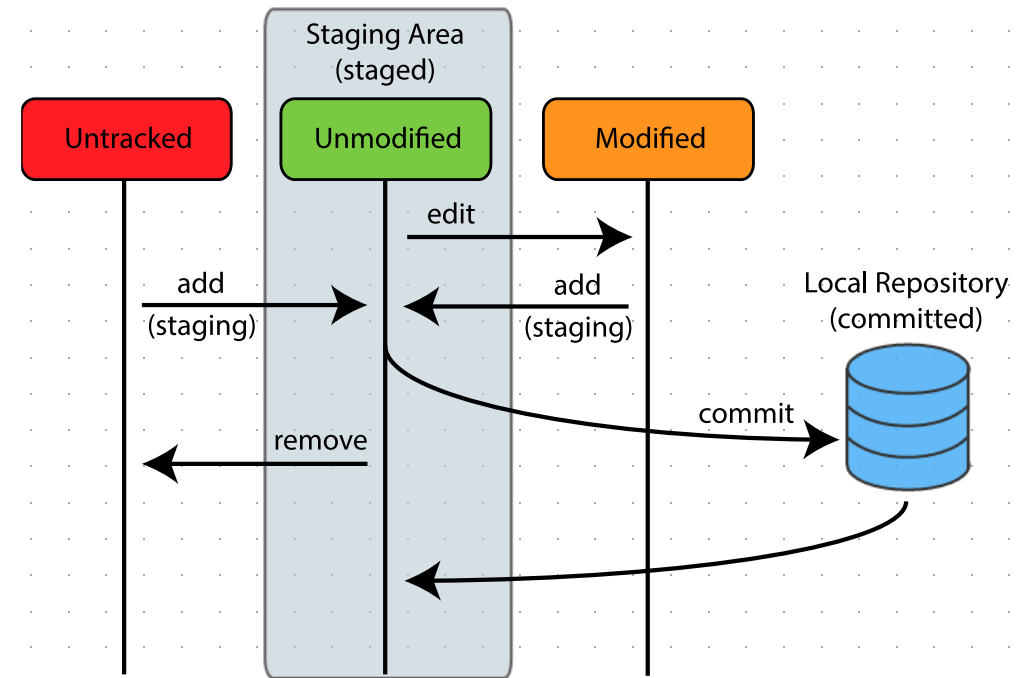 Staging Area
(staged)
Untracked
Unmodified
Modified
edit
add
(staging)
add
(staging)
Local Repository
(committed)
commit
remove